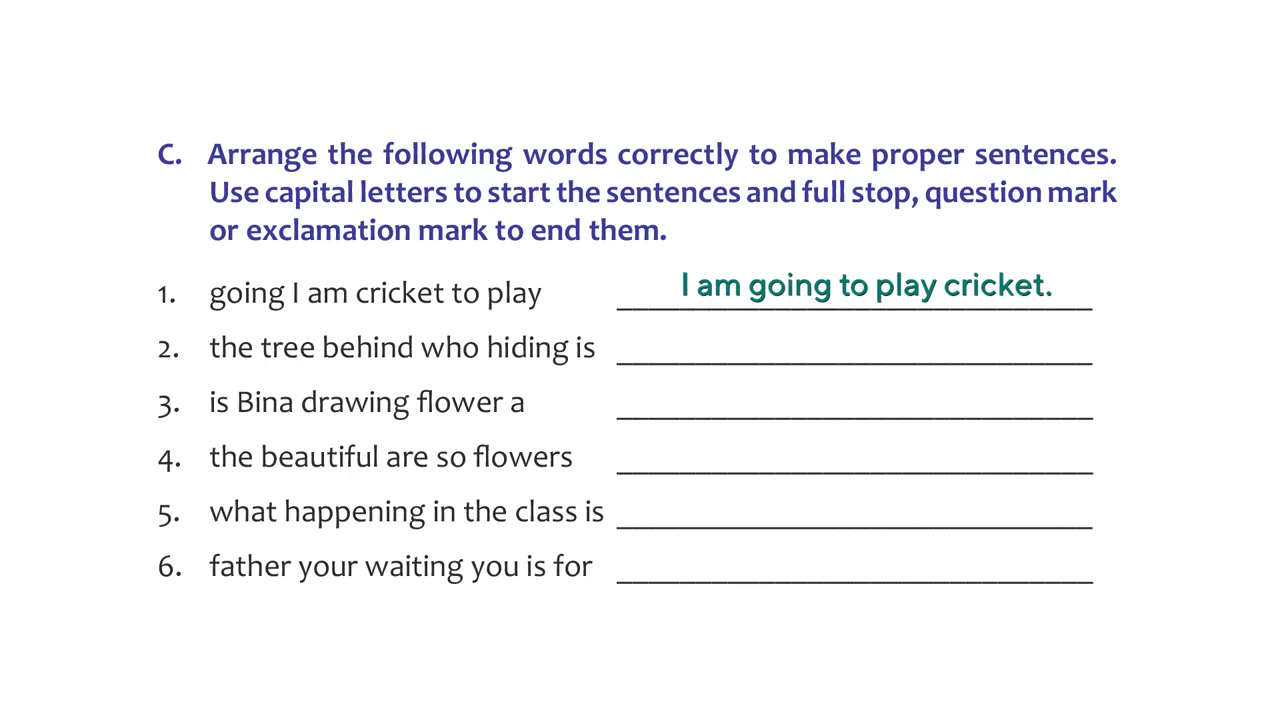 C. Arrange the following words correctly to make proper sentences.
Use capital letters to start the sentences and full stop, question mark
or exclamation mark to end them.
1. going I am cricket to play I am going to play cricket.
2. the tree behind who hiding is
3. is Bina drawing flower a
4. the beautiful are so flowers
5. what happening in the class is
6. father your waiting you is for